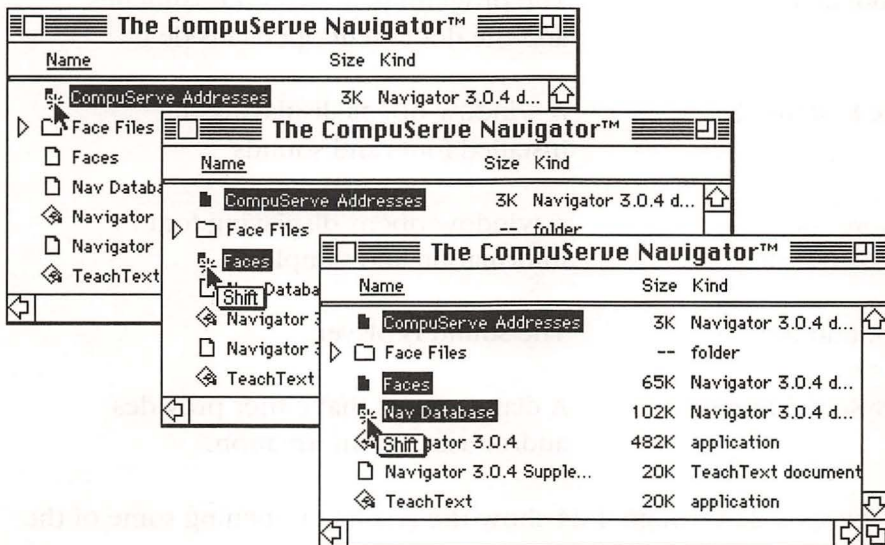 The CompuServe Navigator™
Name Size Kind
CompuServe Addresses 3K Navigator 3.0.4 d...
Face Files
Faces
Nav Databa
Navigator
Navigator
TeachText
The CompuServe Navigator™
Name Size Kind
CompuServe Addresses 3K Navigator 3.0.4 d...
Face Files -- folder
Faces
Databa
Shift
Navigator 3
Navigator 3
TeachText
The CompuServe Navigator™
Name Size Kind
CompuServe Addresses 3K Navigator 3.0.4 d...
Face Files -- folder
Faces 65K Navigator 3.0.4 d...
Nav Database 102K Navigator 3.0.4 d...
Shift gator 3.0.4 482K application
Navigator 3.0.4 Supple... 20K TeachText document
TeachText 20K application